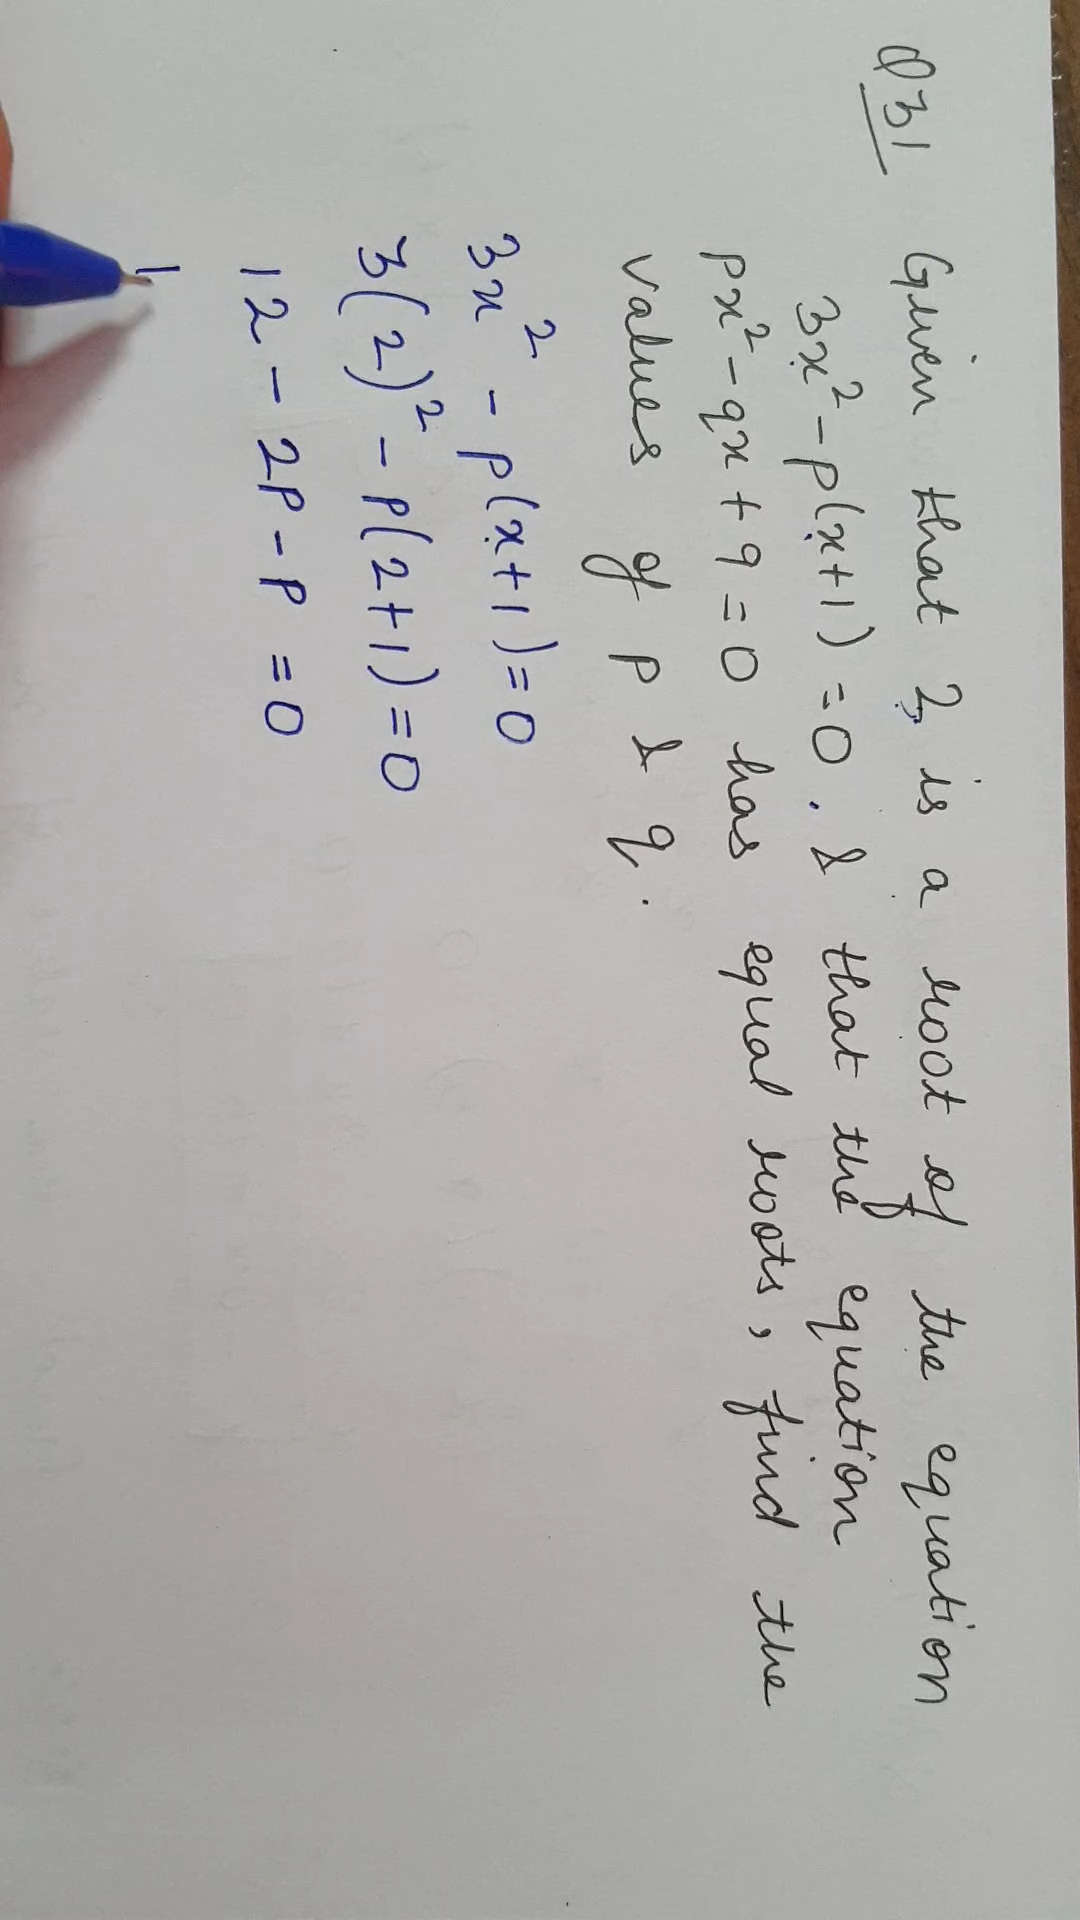 Q31 Given that 2, is a root of the equation
3x² - p(x+1) = 0. & that the equation
px² - qx + 9 = 0 has equal roots, find the
values of p & q.
3x² - p(x+1) = 0
3(2)² - p(2+1) = 0
12 - 2p - p = 0
1